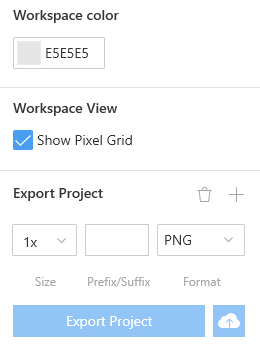 Workspace color
E5E5E5
Workspace View
Show Pixel Grid
Export Project
1x PNG
Size Prefix/Suffix Format
Export Project